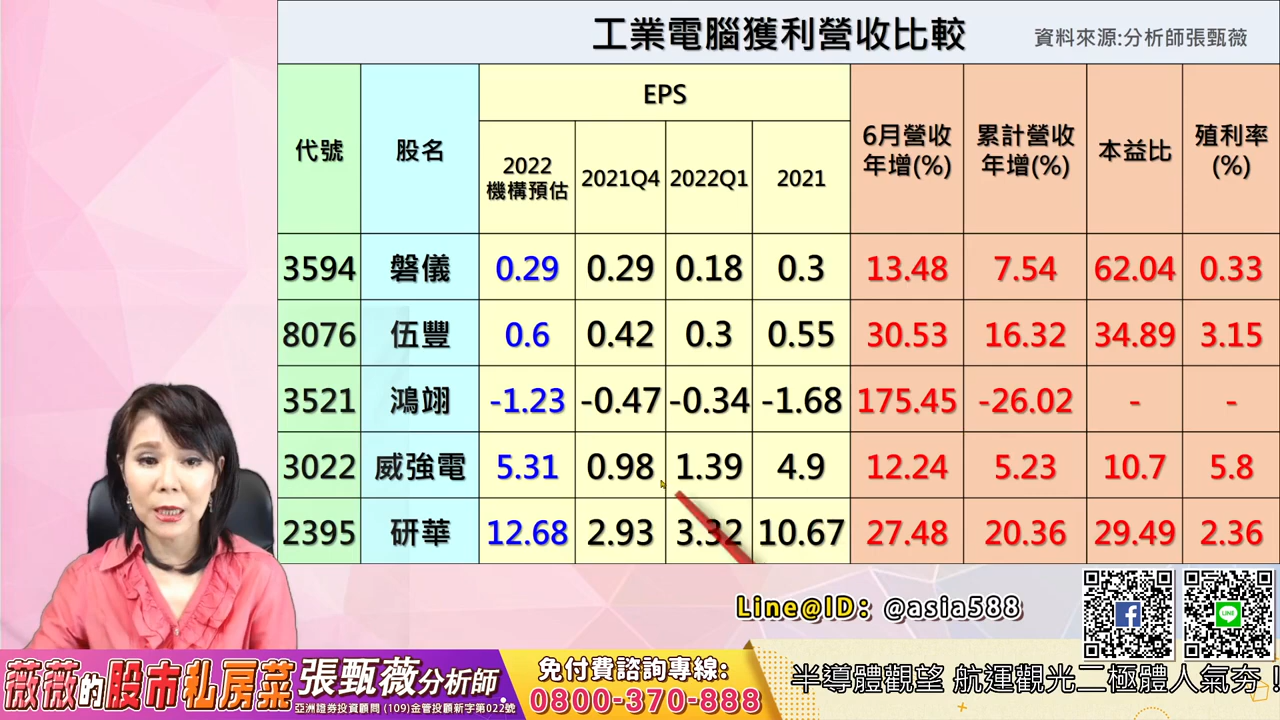 工業電腦獲利營收比較
資料來源:分析師張甄薇
代號 股名 EPS 6月營收年增(%) 累計營收年增(%) 本益比 殖利率(%)
2022機構預估 2021Q4 2022Q1 2021
3594 磐儀 0.29 0.29 0.18 0.3 13.48 7.54 62.04 0.33
8076 伍豐 0.6 0.42 0.3 0.55 30.53 16.32 34.89 3.15
3521 鴻翊 -1.23 -0.47 -0.34 -1.68 175.45 -26.02 - -
3022 威強電 5.31 0.98 1.39 4.9 12.24 5.23 10.7 5.8
2395 研華 12.68 2.93 3.32 10.67 27.48 20.36 29.49 2.36
Line@ID: @asia588
薇薇的股市私房菜
張甄薇分析師
亞洲證券投資顧問 (109)金管投顧新字第022號
免付費諮詢專線:
0800-370-888
半導體觀望 航運觀光二極體人氣夯！